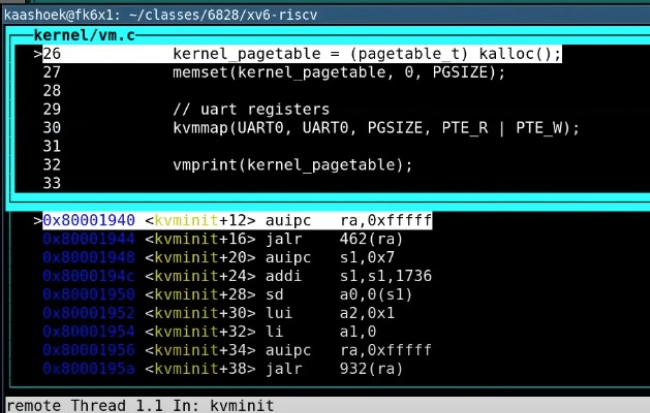 kaashoek@fk6x1: ~/classes/6828/xv6-riscv
kernel/vm.c
>26 kernel_pagetable = (pagetable_t) kalloc();
27 memset(kernel_pagetable, 0, PGSIZE);
28
29 // uart registers
30 kvmmap(UART0, UART0, PGSIZE, PTE_R | PTE_W);
31
32 vmprint(kernel_pagetable);
33
>0x80001940 <kvminit+12> auipc ra,0xfffff
0x80001944 <kvminit+16> jalr 462(ra)
0x80001948 <kvminit+20> auipc s1,0x7
0x8000194c <kvminit+24> addi s1,s1,1736
0x80001950 <kvminit+28> sd a0,0(s1)
0x80001952 <kvminit+30> lui a2,0x1
0x80001954 <kvminit+32> li a1,0
0x80001956 <kvminit+34> auipc ra,0xfffff
0x8000195a <kvminit+38> jalr 932(ra)
remote Thread 1.1 In: kvminit